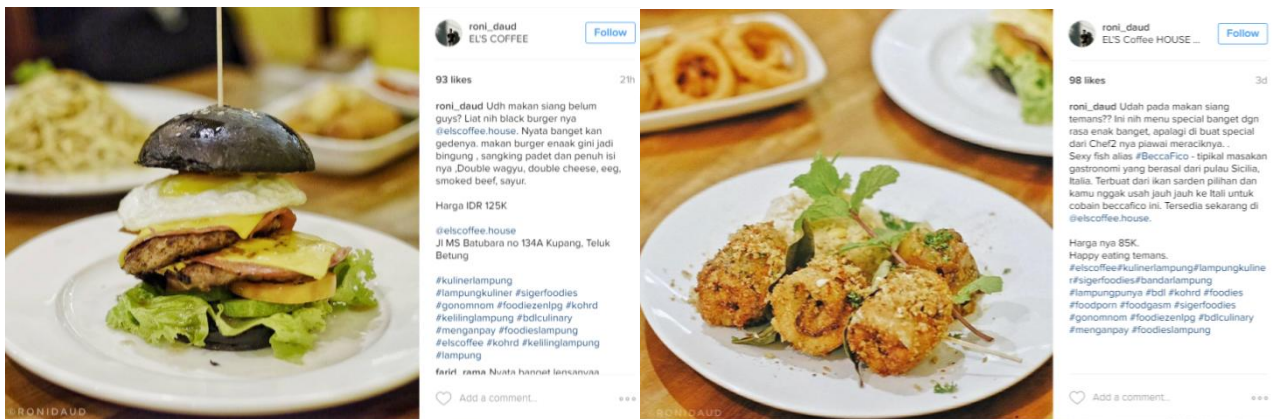 roni_daud
EL'S COFFEE
Follow
93 likes
21h
roni_daud Udh makan siang belum
guys? Liat nih black burger nya
@elscoffee.house. Nyata banget kan
gedenya. makan burger enaak gini jadi
bingung , sangking padet dan penuh isi
nya ,Double wagyu, double cheese, eeg,
smoked beef, sayur.
Harga IDR 125K
@elscoffee.house
Jl MS Batubara no 134A Kupang, Teluk
Betung
#kulinerlampung
#lampungkuliner #sigerfoodies
#gonomnom #foodiezenlpg #kohrd
#kelilinglampung #bdlculinary
#menganpay #foodieslampung
#elscoffee #kohrd #kelilinglampung
#lampung
farid_rama Nyata banget lensanyaa
Add a comment...
©RONIDAUD
roni_daud
EL'S Coffee HOUSE ...
Follow
98 likes
3d
roni_daud Udah pada makan siang
temans?? Ini nih menu special banget dgn
rasa enak banget, apalagi di buat special
dari Chef2 nya piawai meraciknya. .
Sexy fish alias #BeccaFico - tipikal masakan
gastronomi yang berasal dari pulau Sicilia,
Italia. Terbuat dari ikan sarden pilihan dan
kamu nggak usah jauh jauh ke Itali untuk
cobain beccafico ini. Tersedia sekarang di
@elscoffee.house.
Harga nya 85K.
Happy eating temans.
#elscoffee#kulinerlampung#lampungkuline
r#sigerfoodies#bandarlampung
#lampungpunya #bdl #kohrd #foodies
#foodporn #foodgasm #sigerfoodies
#gonomnom #foodiezenlpg #bdlculinary
#menganpay #foodieslampung
Add a comment...
©RONIDAUD